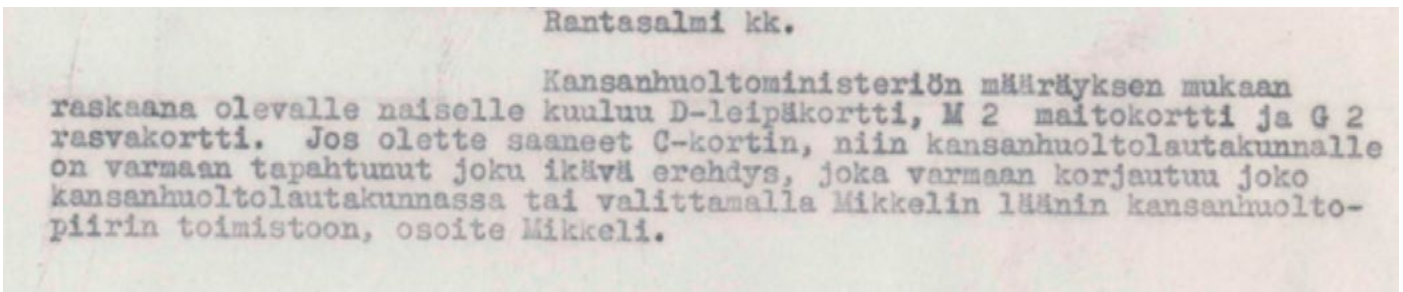 Rantasalmi kk.
Kansanhuoltoministeriön määräyksen mukaan
raskaana olevalle naiselle kuuluu D-leipäkortti, M 2 maitokortti ja G 2
rasvakortti. Jos olette saaneet C-kortin, niin kansanhuoltolautakunnalle
on varmaan tapahtunut joku ikävä erehdys, joka varmaan korjautuu joko
kansanhuoltolautakunnassa tai valittamalla Mikkelin läänin kansanhuolto-
piirin toimistoon, osoite Mikkeli.